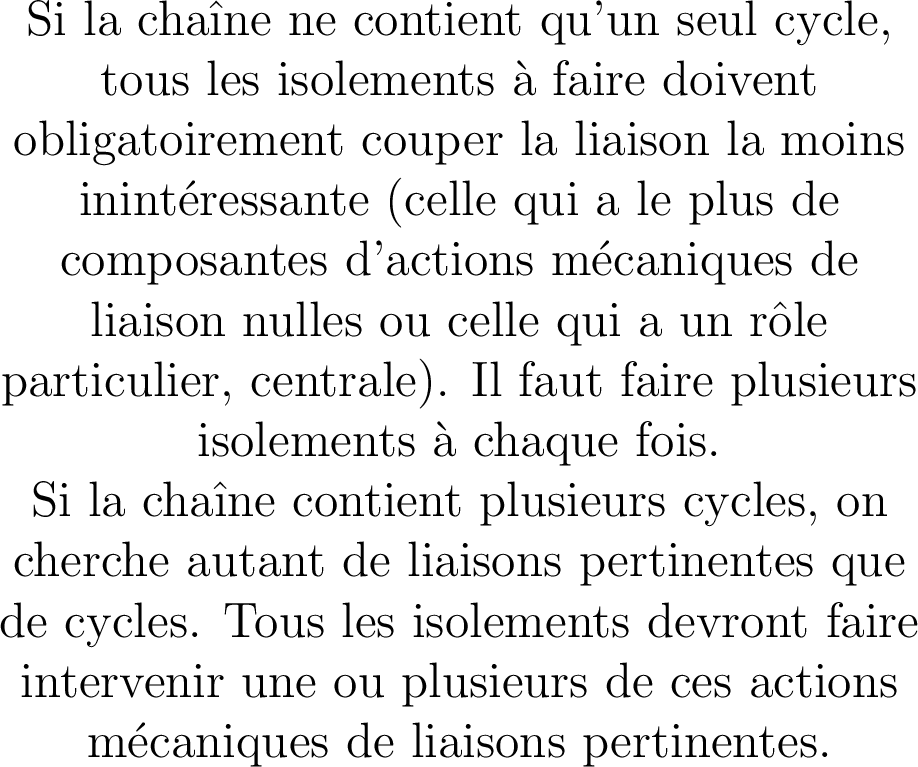 Si la chaîne ne contient qu'un seul cycle,
tous les isolements à faire doivent
obligatoirement couper la liaison la moins
inintéressante (celle qui a le plus de
composantes d'actions mécaniques de
liaison nulles ou celle qui a un rôle
particulier, centrale). Il faut faire plusieurs
isolements à chaque fois.
Si la chaîne contient plusieurs cycles, on
cherche autant de liaisons pertinentes que
de cycles. Tous les isolements devront faire
intervenir une ou plusieurs de ces actions
mécaniques de liaisons pertinentes.